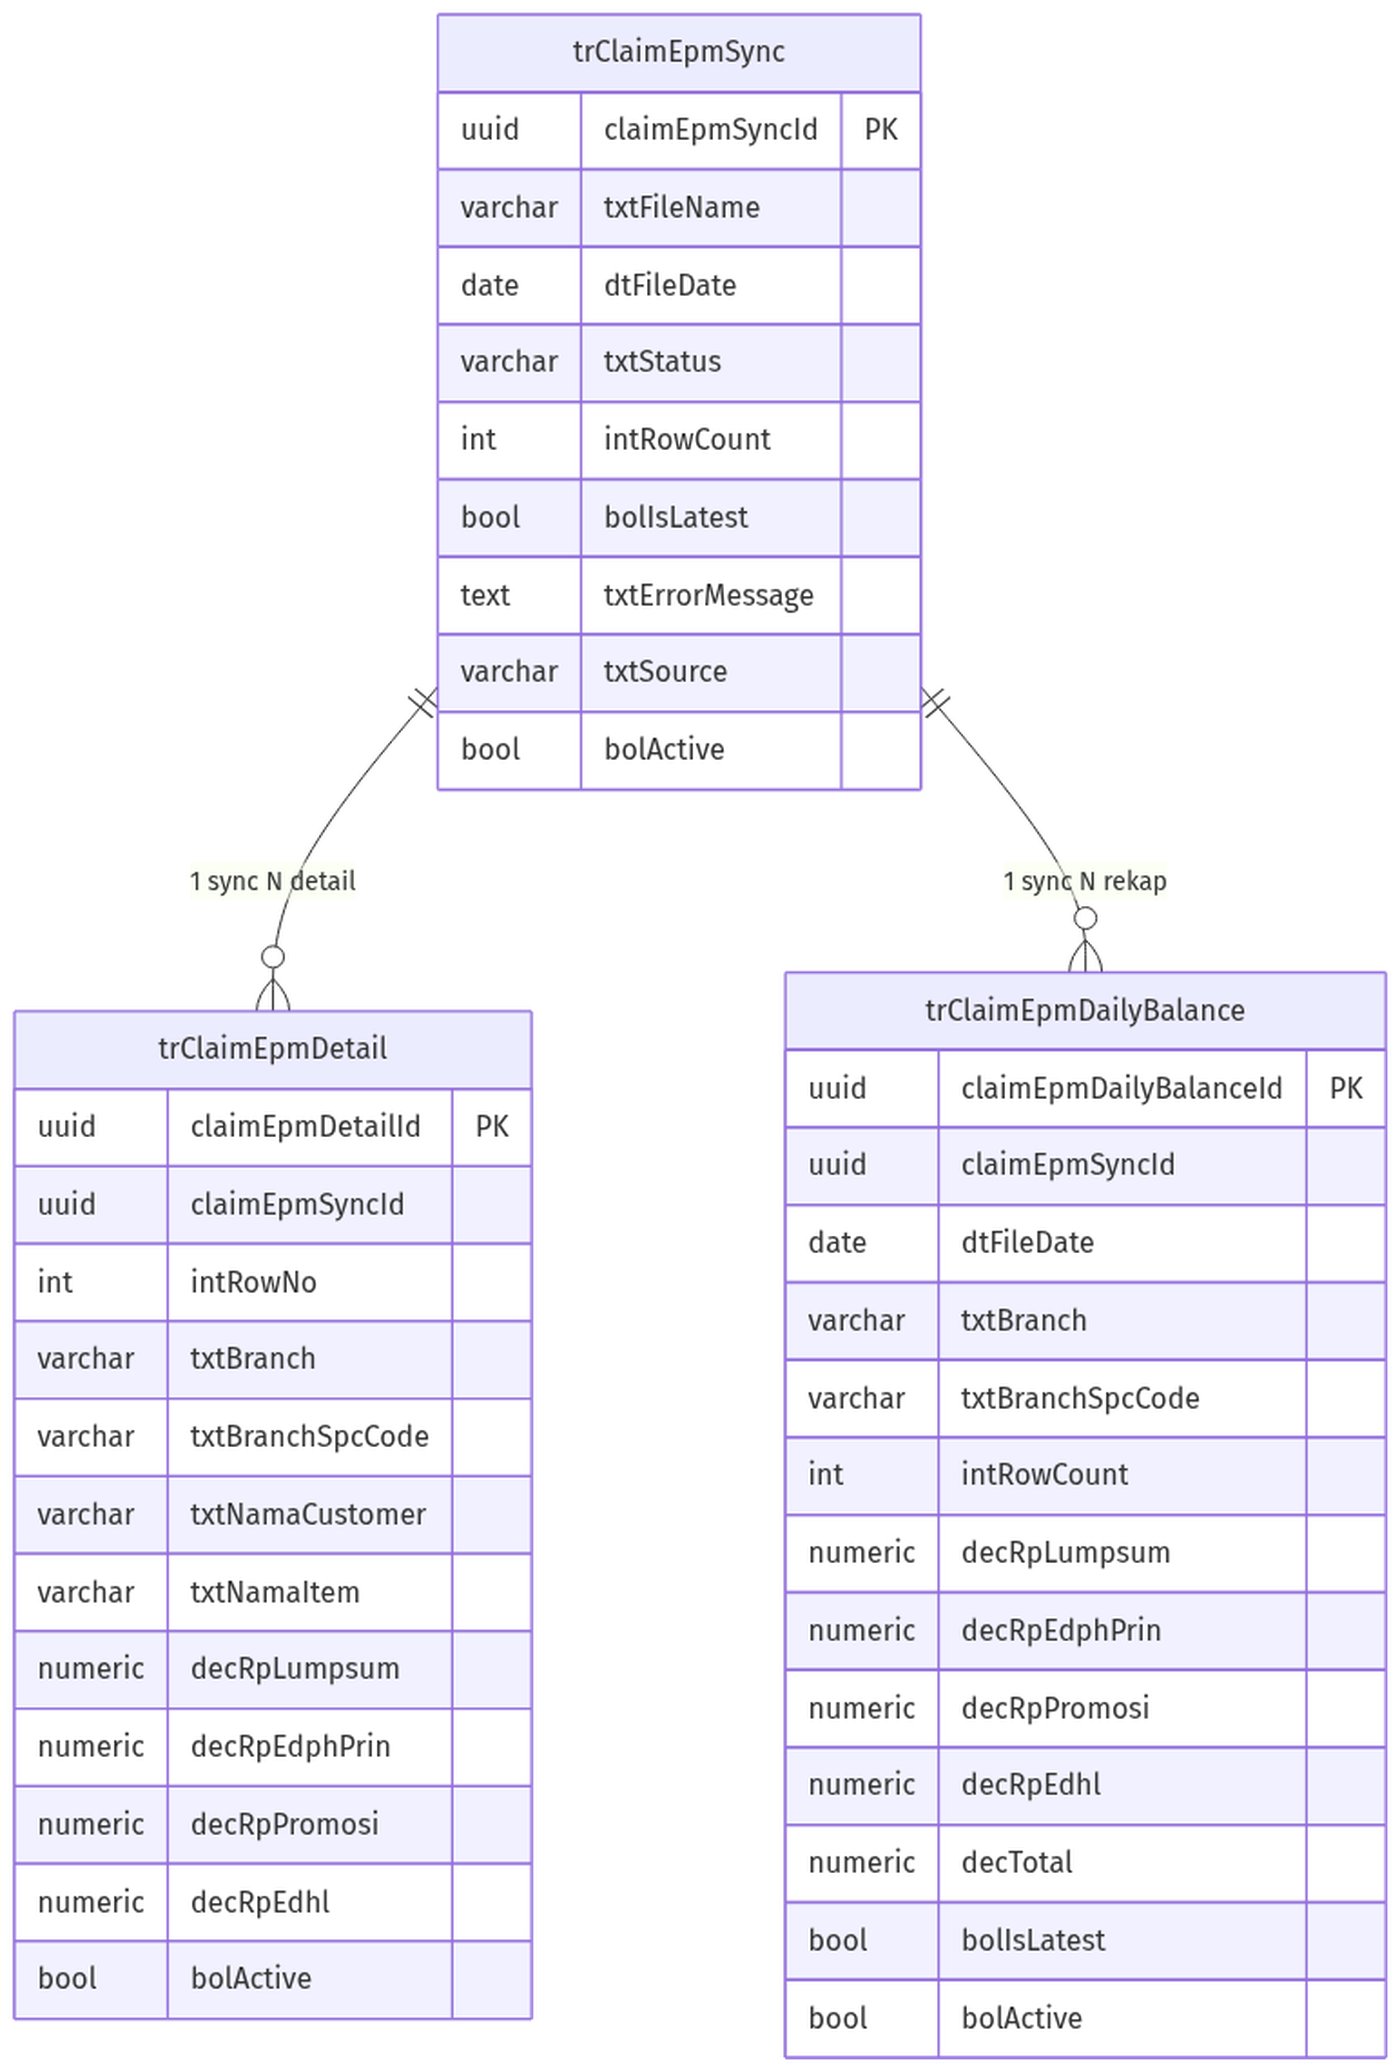 trClaimEpmSync
uuid claimEpmSyncId PK
varchar txtFileName
date dtFileDate
varchar txtStatus
int intRowCount
bool bolIsLatest
text txtErrorMessage
varchar txtSource
bool bolActive
1 sync N detail
1 sync N rekap
trClaimEpmDetail
uuid claimEpmDetailId PK
uuid claimEpmSyncId
int intRowNo
varchar txtBranch
varchar txtBranchSpcCode
varchar txtNamaCustomer
varchar txtNamaItem
numeric decRpLumpsum
numeric decRpEdphPrin
numeric decRpPromosi
numeric decRpEdhl
bool bolActive
trClaimEpmDailyBalance
uuid claimEpmDailyBalanceId PK
uuid claimEpmSyncId
date dtFileDate
varchar txtBranch
varchar txtBranchSpcCode
int intRowCount
numeric decRpLumpsum
numeric decRpEdphPrin
numeric decRpPromosi
numeric decRpEdhl
numeric decTotal
bool bolIsLatest
bool bolActive